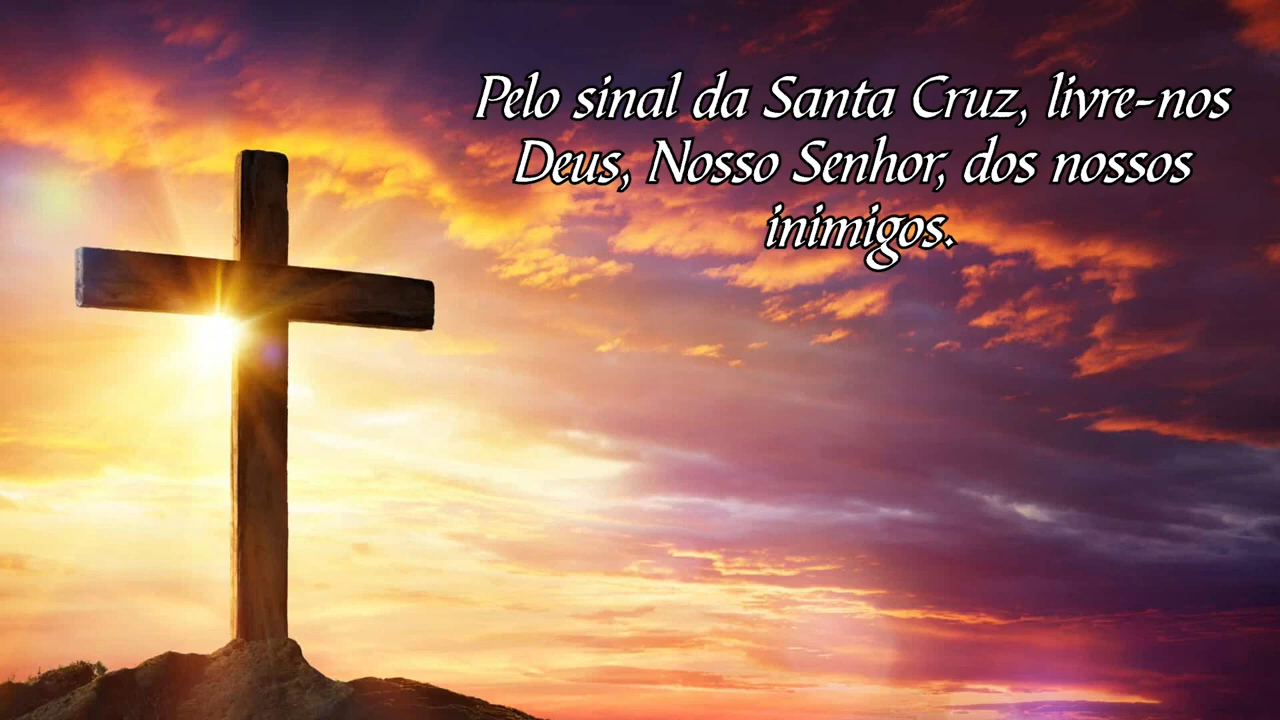 Pelo sinal da Santa Cruz, livre-nos
Deus, Nosso Senhor, dos nossos
inimigos.